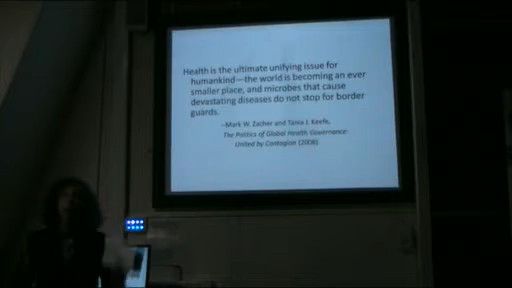 Health is the ultimate unifying issue for
humankind—the world is becoming an ever
smaller place, and microbes that cause
devastating diseases do not stop for border
guards.
–Mark W. Zacher and Tania J. Keefe,
The Politics of Global Health Governance:
United by Contagion (2008)